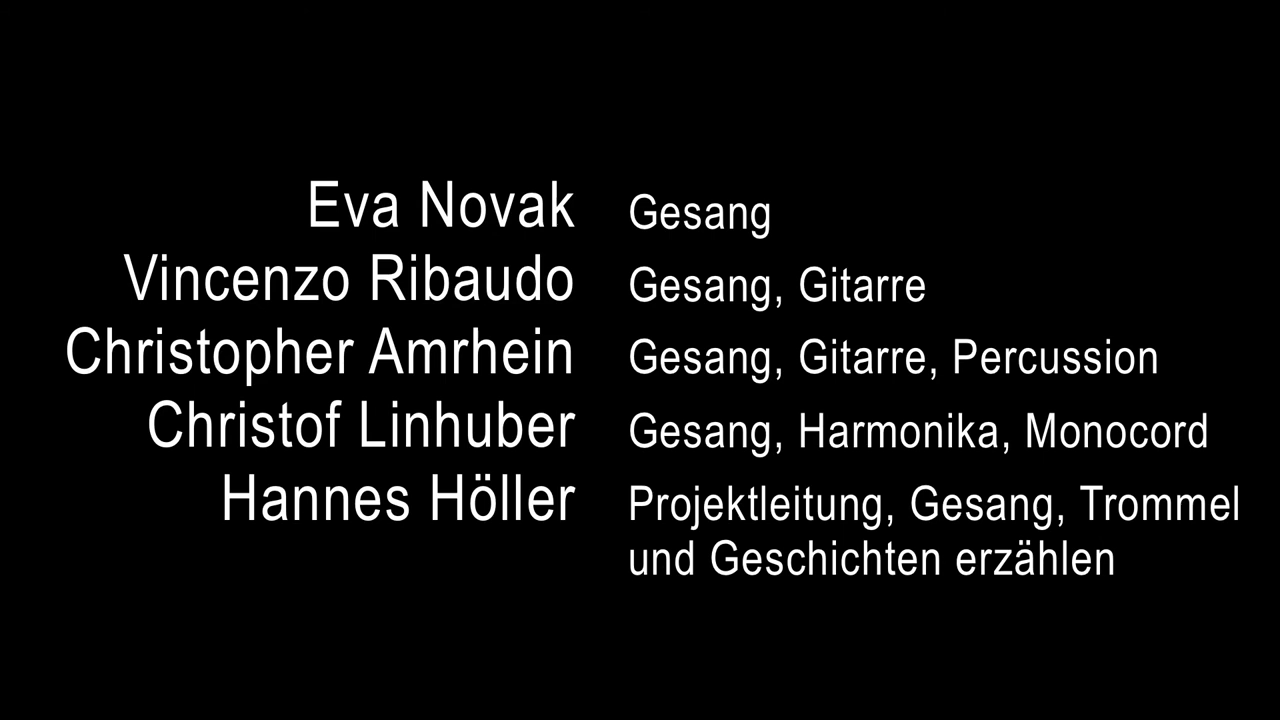 Eva Novak Gesang
Vincenzo Ribaudo Gesang, Gitarre
Christopher Amrhein Gesang, Gitarre, Percussion
Christof Linhuber Gesang, Harmonika, Monocord
Hannes Höller Projektleitung, Gesang, Trommel
und Geschichten erzählen